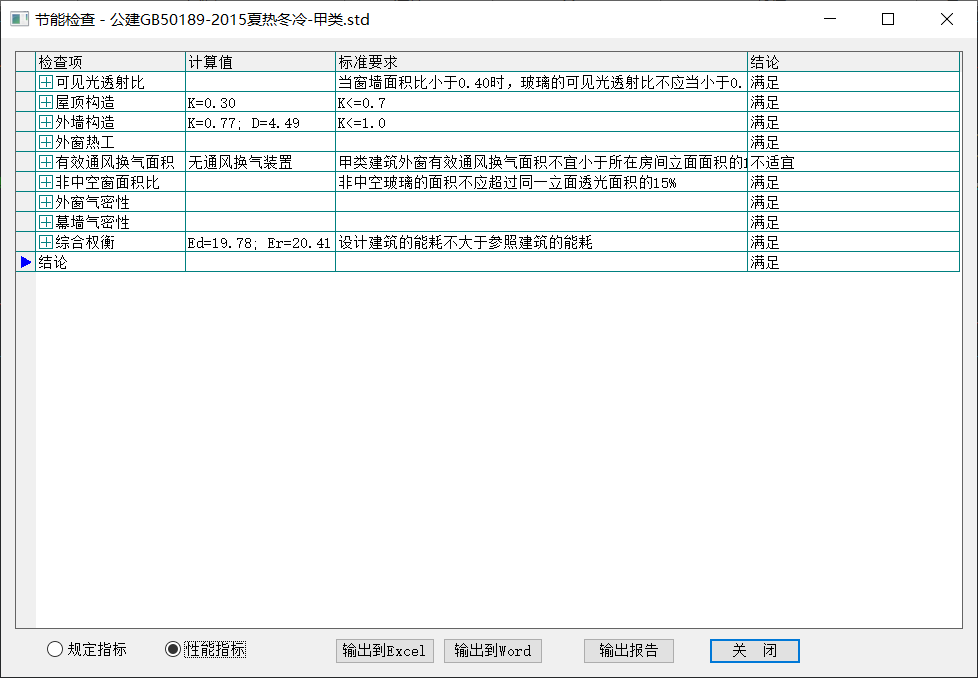 节能检查 - 公建GB50189-2015夏热冬冷-甲类.std
检查项 计算值 标准要求 结论
可见光透射比 当窗墙面积比小于0.40时，玻璃的可见光透射比不应当小于0. 满足
屋顶构造 K=0.30 K<=0.7 满足
外墙构造 K=0.77; D=4.49 K<=1.0 满足
外窗热工 满足
有效通风换气面积 无通风换气装置 甲类建筑外窗有效通风换气面积不宜小于所在房间立面面积的1 不适宜
非中空窗面积比 非中空玻璃的面积不应超过同一立面透光面积的15% 满足
外窗气密性 满足
幕墙气密性 满足
综合权衡 Ed=19.78; Er=20.41 设计建筑的能耗不大于参照建筑的能耗 满足
结论 满足
规定指标 性能指标 输出到Excel 输出到Word 输出报告 关 闭